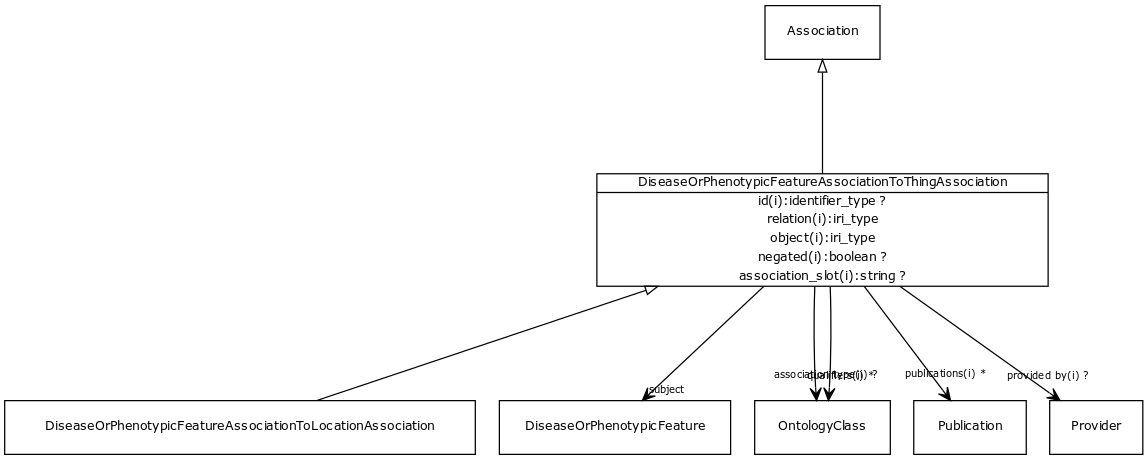 Association
DiseaseOrPhenotypicFeatureAssociationToThingAssociation
id(i):identifier_type ?
relation(i):iri_type
object(i):iri_type
negated(i):boolean ?
association_slot(i):string ?
association type(i) ?
qualifiers(i) *
publications(i) *
provided by(i) ?
subject
DiseaseOrPhenotypicFeatureAssociationToLocationAssociation
DiseaseOrPhenotypicFeature
OntologyClass
Publication
Provider